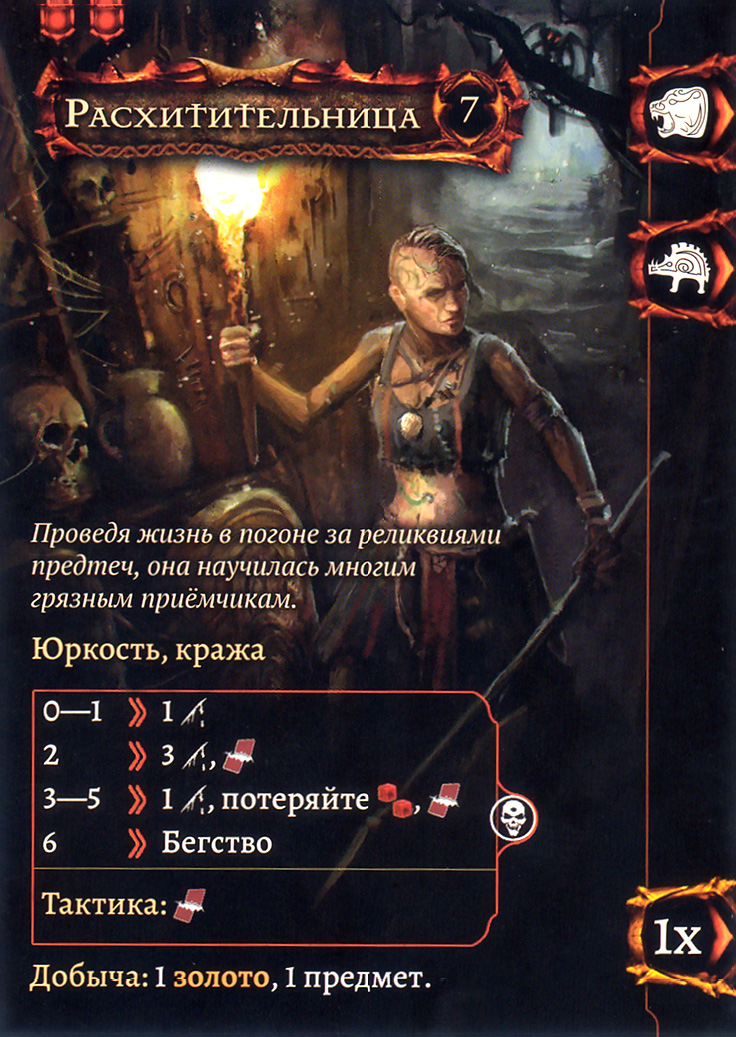 Расхитительница 7
Проведя жизнь в погоне за реликвиями
предтеч, она научилась многим
грязным приёмчикам.
Юркость, кража
0—1 » 1
2 » 3 ,
3—5 » 1 , потеряйте ,
6 » Бегство
Тактика:
1x
Добыча: 1 золото, 1 предмет.